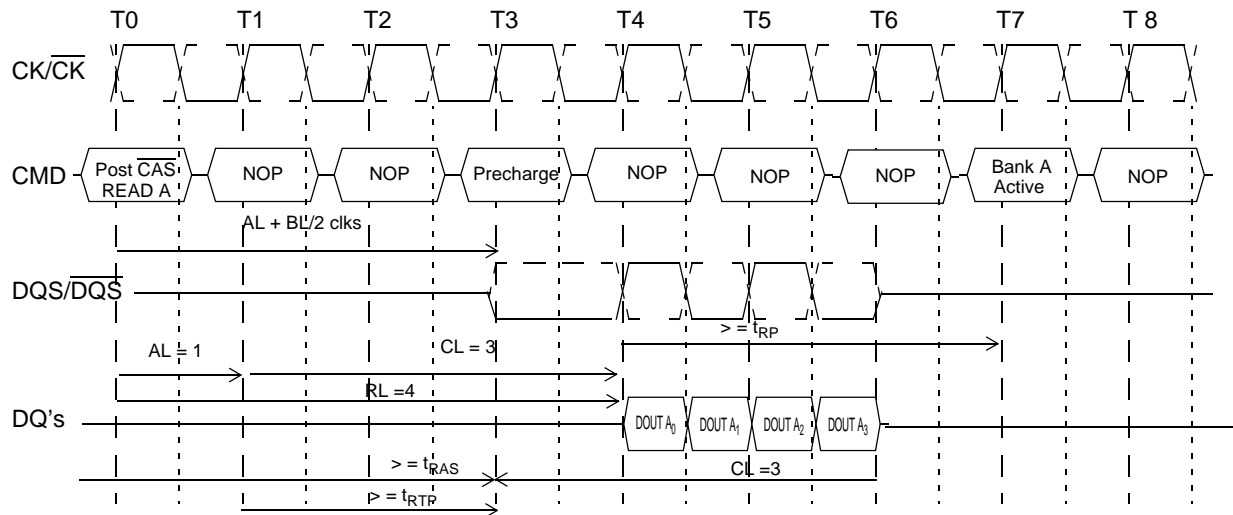 T0 T1 T2 T3 T4 T5 T6 T7 T 8
CK/CK
CMD
Post CAS
READ A
NOP
NOP
Precharge
NOP
NOP
NOP
Bank A
Active
NOP
AL + BL/2 clks
DQS/DQS
> = tRP
AL = 1
CL = 3
RL =4
DQ's
DOUT A0
DOUT A1
DOUT A2
DOUT A3
> = tRAS
CL =3
> = tRTP